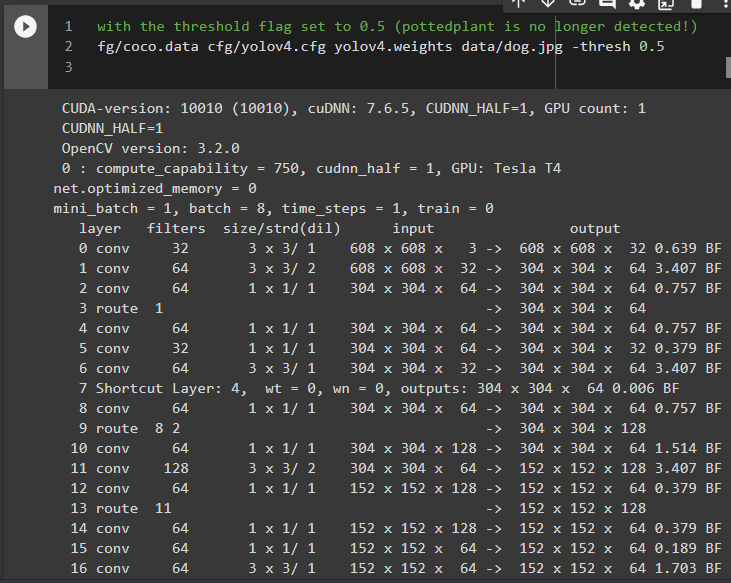 1 with the threshold flag set to 0.5 (pottedplant is no longer detected!)
2 fg/coco.data cfg/yolov4.cfg yolov4.weights data/dog.jpg -thresh 0.5
3
CUDA-version: 10010 (10010), cuDNN: 7.6.5, CUDNN_HALF=1, GPU count: 1
CUDNN_HALF=1
OpenCV version: 3.2.0
0 : compute_capability = 750, cudnn_half = 1, GPU: Tesla T4
net.optimized_memory = 0
mini_batch = 1, batch = 8, time_steps = 1, train = 0
layer filters size/strd(dil) input output
0 conv 32 3 x 3/ 1 608 x 608 x 3 -> 608 x 608 x 32 0.639 BF
1 conv 64 3 x 3/ 2 608 x 608 x 32 -> 304 x 304 x 64 3.407 BF
2 conv 64 1 x 1/ 1 304 x 304 x 64 -> 304 x 304 x 64 0.757 BF
3 route 1 -> 304 x 304 x 64
4 conv 64 1 x 1/ 1 304 x 304 x 64 -> 304 x 304 x 64 0.757 BF
5 conv 32 1 x 1/ 1 304 x 304 x 64 -> 304 x 304 x 32 0.379 BF
6 conv 64 3 x 3/ 1 304 x 304 x 32 -> 304 x 304 x 64 3.407 BF
7 Shortcut Layer: 4, wt = 0, wn = 0, outputs: 304 x 304 x 64 0.006 BF
8 conv 64 1 x 1/ 1 304 x 304 x 64 -> 304 x 304 x 64 0.757 BF
9 route 8 2 -> 304 x 304 x 128
10 conv 64 1 x 1/ 1 304 x 304 x 128 -> 304 x 304 x 64 1.514 BF
11 conv 128 3 x 3/ 2 304 x 304 x 64 -> 152 x 152 x 128 3.407 BF
12 conv 64 1 x 1/ 1 152 x 152 x 128 -> 152 x 152 x 64 0.379 BF
13 route 11 -> 152 x 152 x 128
14 conv 64 1 x 1/ 1 152 x 152 x 128 -> 152 x 152 x 64 0.379 BF
15 conv 64 1 x 1/ 1 152 x 152 x 64 -> 152 x 152 x 64 0.189 BF
16 conv 64 3 x 3/ 1 152 x 152 x 64 -> 152 x 152 x 64 1.703 BF